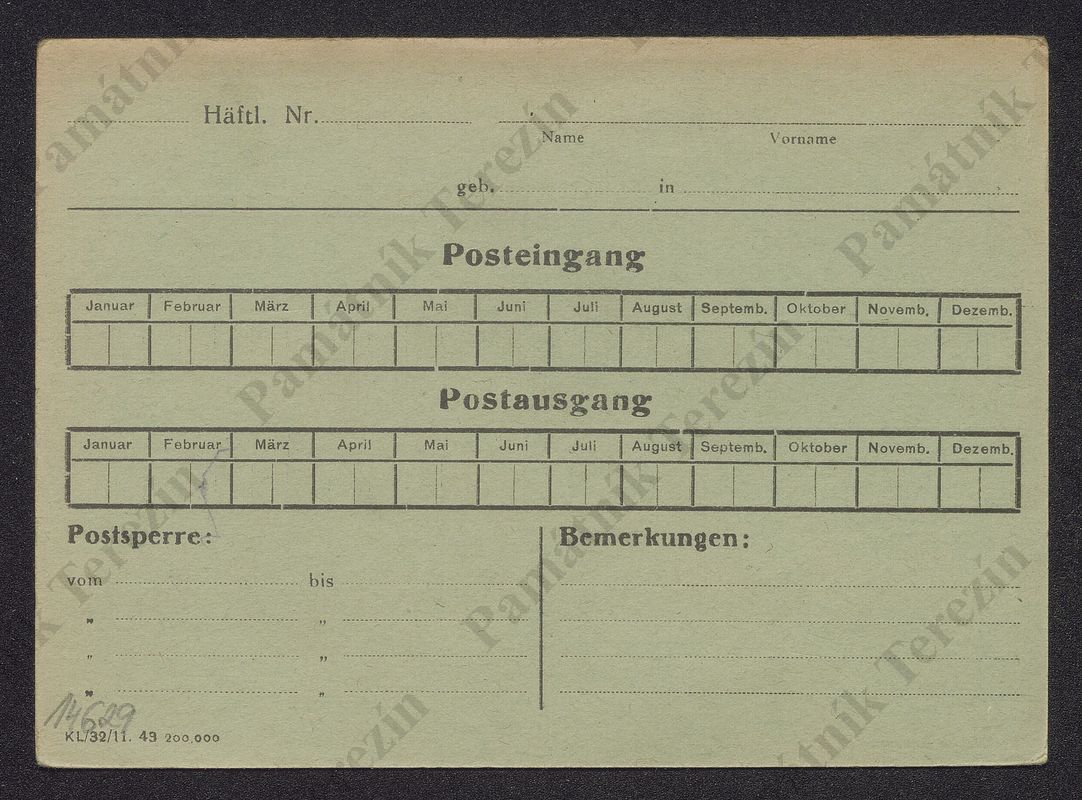 Häftl. Nr.
Name Vorname
geb. in
Posteingang
Januar Februar März April Mai Juni Juli August Septemb. Oktober Novemb. Dezemb.
Postausgang
Januar Februar März April Mai Juni Juli August Septemb. Oktober Novemb. Dezemb.
Postsperre: Bemerkungen:
vom bis
„ „
„ „
„ „
14629
KL/32/11. 43 200,000
Památník Terezín